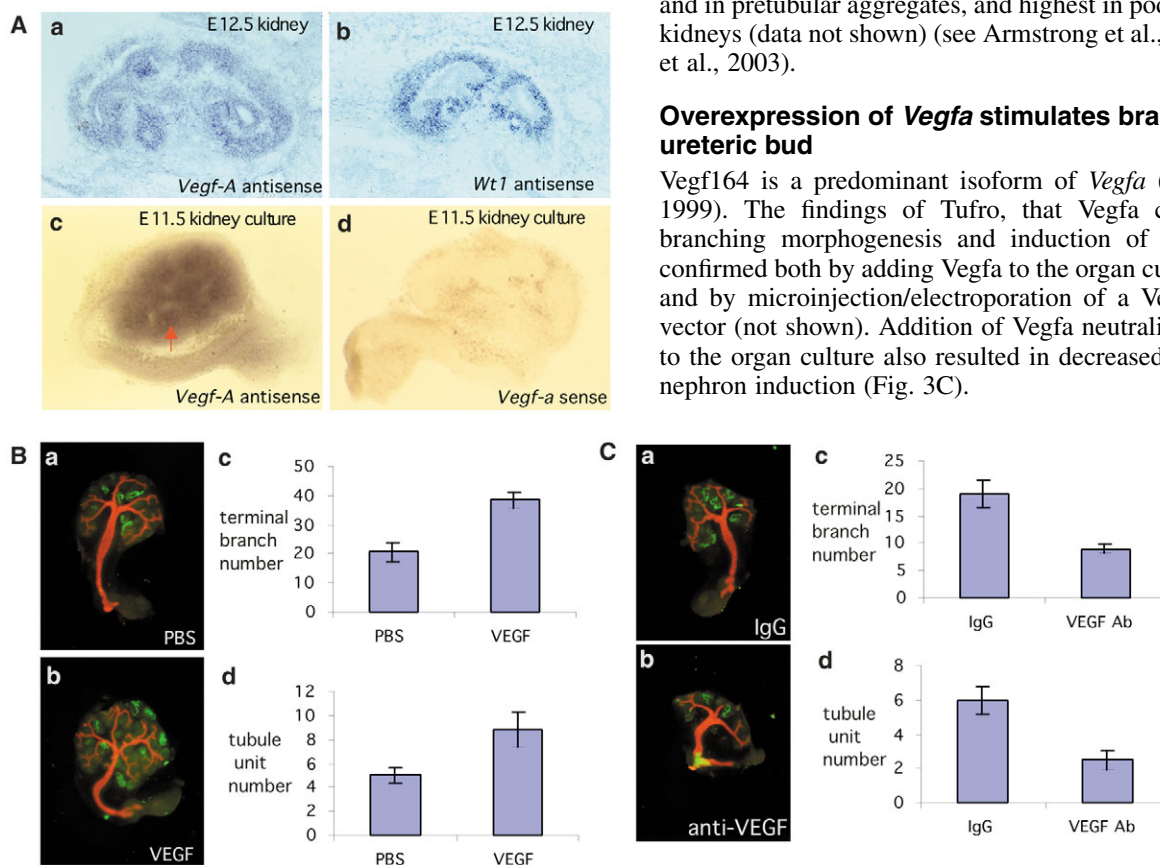 A
a
E12.5 kidney
Vegf-A antisense
b
E12.5 kidney
Wt1 antisense
c
E11.5 kidney culture
Vegf-A antisense
d
E 11.5 kidney culture
Vegf-a sense
and in pretubular aggregates, and highest in
kidneys (data not shown) (see Armstrong et al.,
et al., 2003).
Overexpression of Vegfa stimulates
ureteric bud
Vegf164 is a predominant isoform of Vegfa (
1999). The findings of Tufro, that Vegfa
branching morphogenesis and induction of
confirmed both by adding Vegfa to the organ
and by microinjection/electroporation of a
vector (not shown). Addition of Vegfa
to the organ culture also resulted in decreased
nephron induction (Fig. 3C).
B
a
PBS
b
VEGF
c
terminal
branch
number
50
40
30
20
10
0
PBS
VEGF
d
tubule
unit
number
12
10
8
6
4
2
0
PBS
VEGF
C
a
IgG
b
anti-VEGF
c
terminal
branch
number
25
20
15
10
5
0
IgG
VEGF Ab
d
tubule
unit
number
8
6
4
2
0
IgG
VEGF Ab